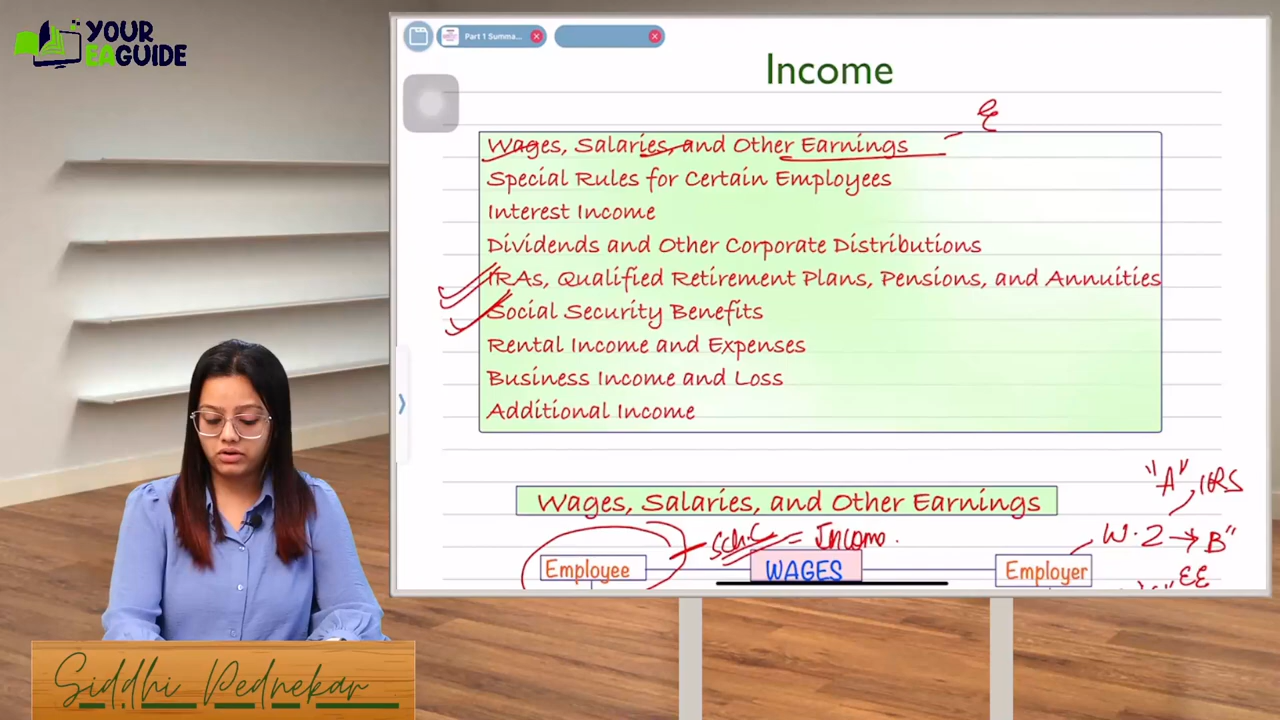 YOUR
EAGUIDE
Part 1 Summa...
Income
Wages, Salaries, and Other Earnings
Special Rules for Certain Employees
Interest Income
Dividends and Other Corporate Distributions
IRAs, Qualified Retirement Plans, Pensions, and Annuities
Social Security Benefits
Rental Income and Expenses
Business Income and Loss
Additional Income
"A" IRS
Wages, Salaries, and Other Earnings
Sch.C = Income.
W.2 → B"
Employee
WAGES
Employer
EE
Siddhi Pednekar